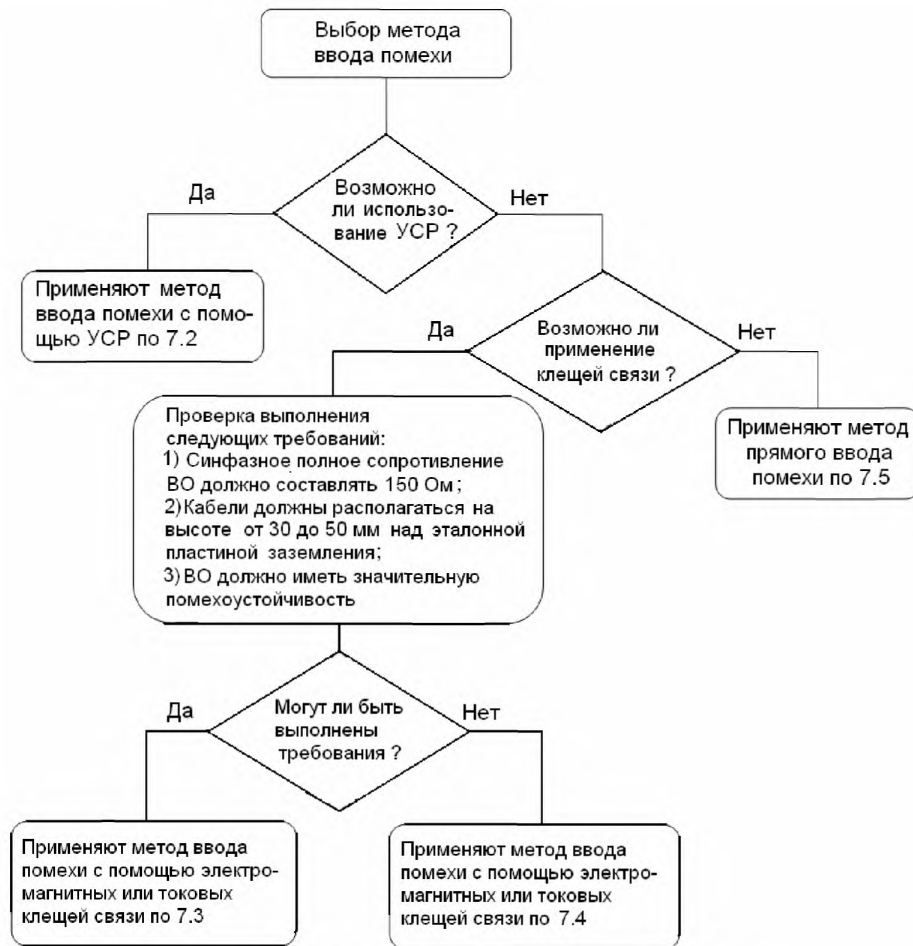 Выбор метода
ввода помехи
Возможно
ли использо-
вание УСР ?
Да
Нет
Применяют метод
ввода помехи с помо-
щью УСР по 7.2
Возможно ли
применение
клещей связи ?
Да
Нет
Проверка выполнения
следующих требований:
1) Синфазное полное сопротивление
ВО должно составлять 150 Ом ;
2) Кабели должны располагаться на
высоте от 30 до 50 мм над эталонной
пластиной заземления;
3) ВО должно иметь значительную
помехоустойчивость
Применяют метод
прямого ввода
помехи по 7.5
Могут ли быть
выполнены
требования ?
Да
Нет
Применяют метод ввода
помехи с помощью электро-
магнитных или токовых
клещей связи по 7.3
Применяют метод ввода
помехи с помощью электро-
магнитных или токовых
клещей связи по 7.4